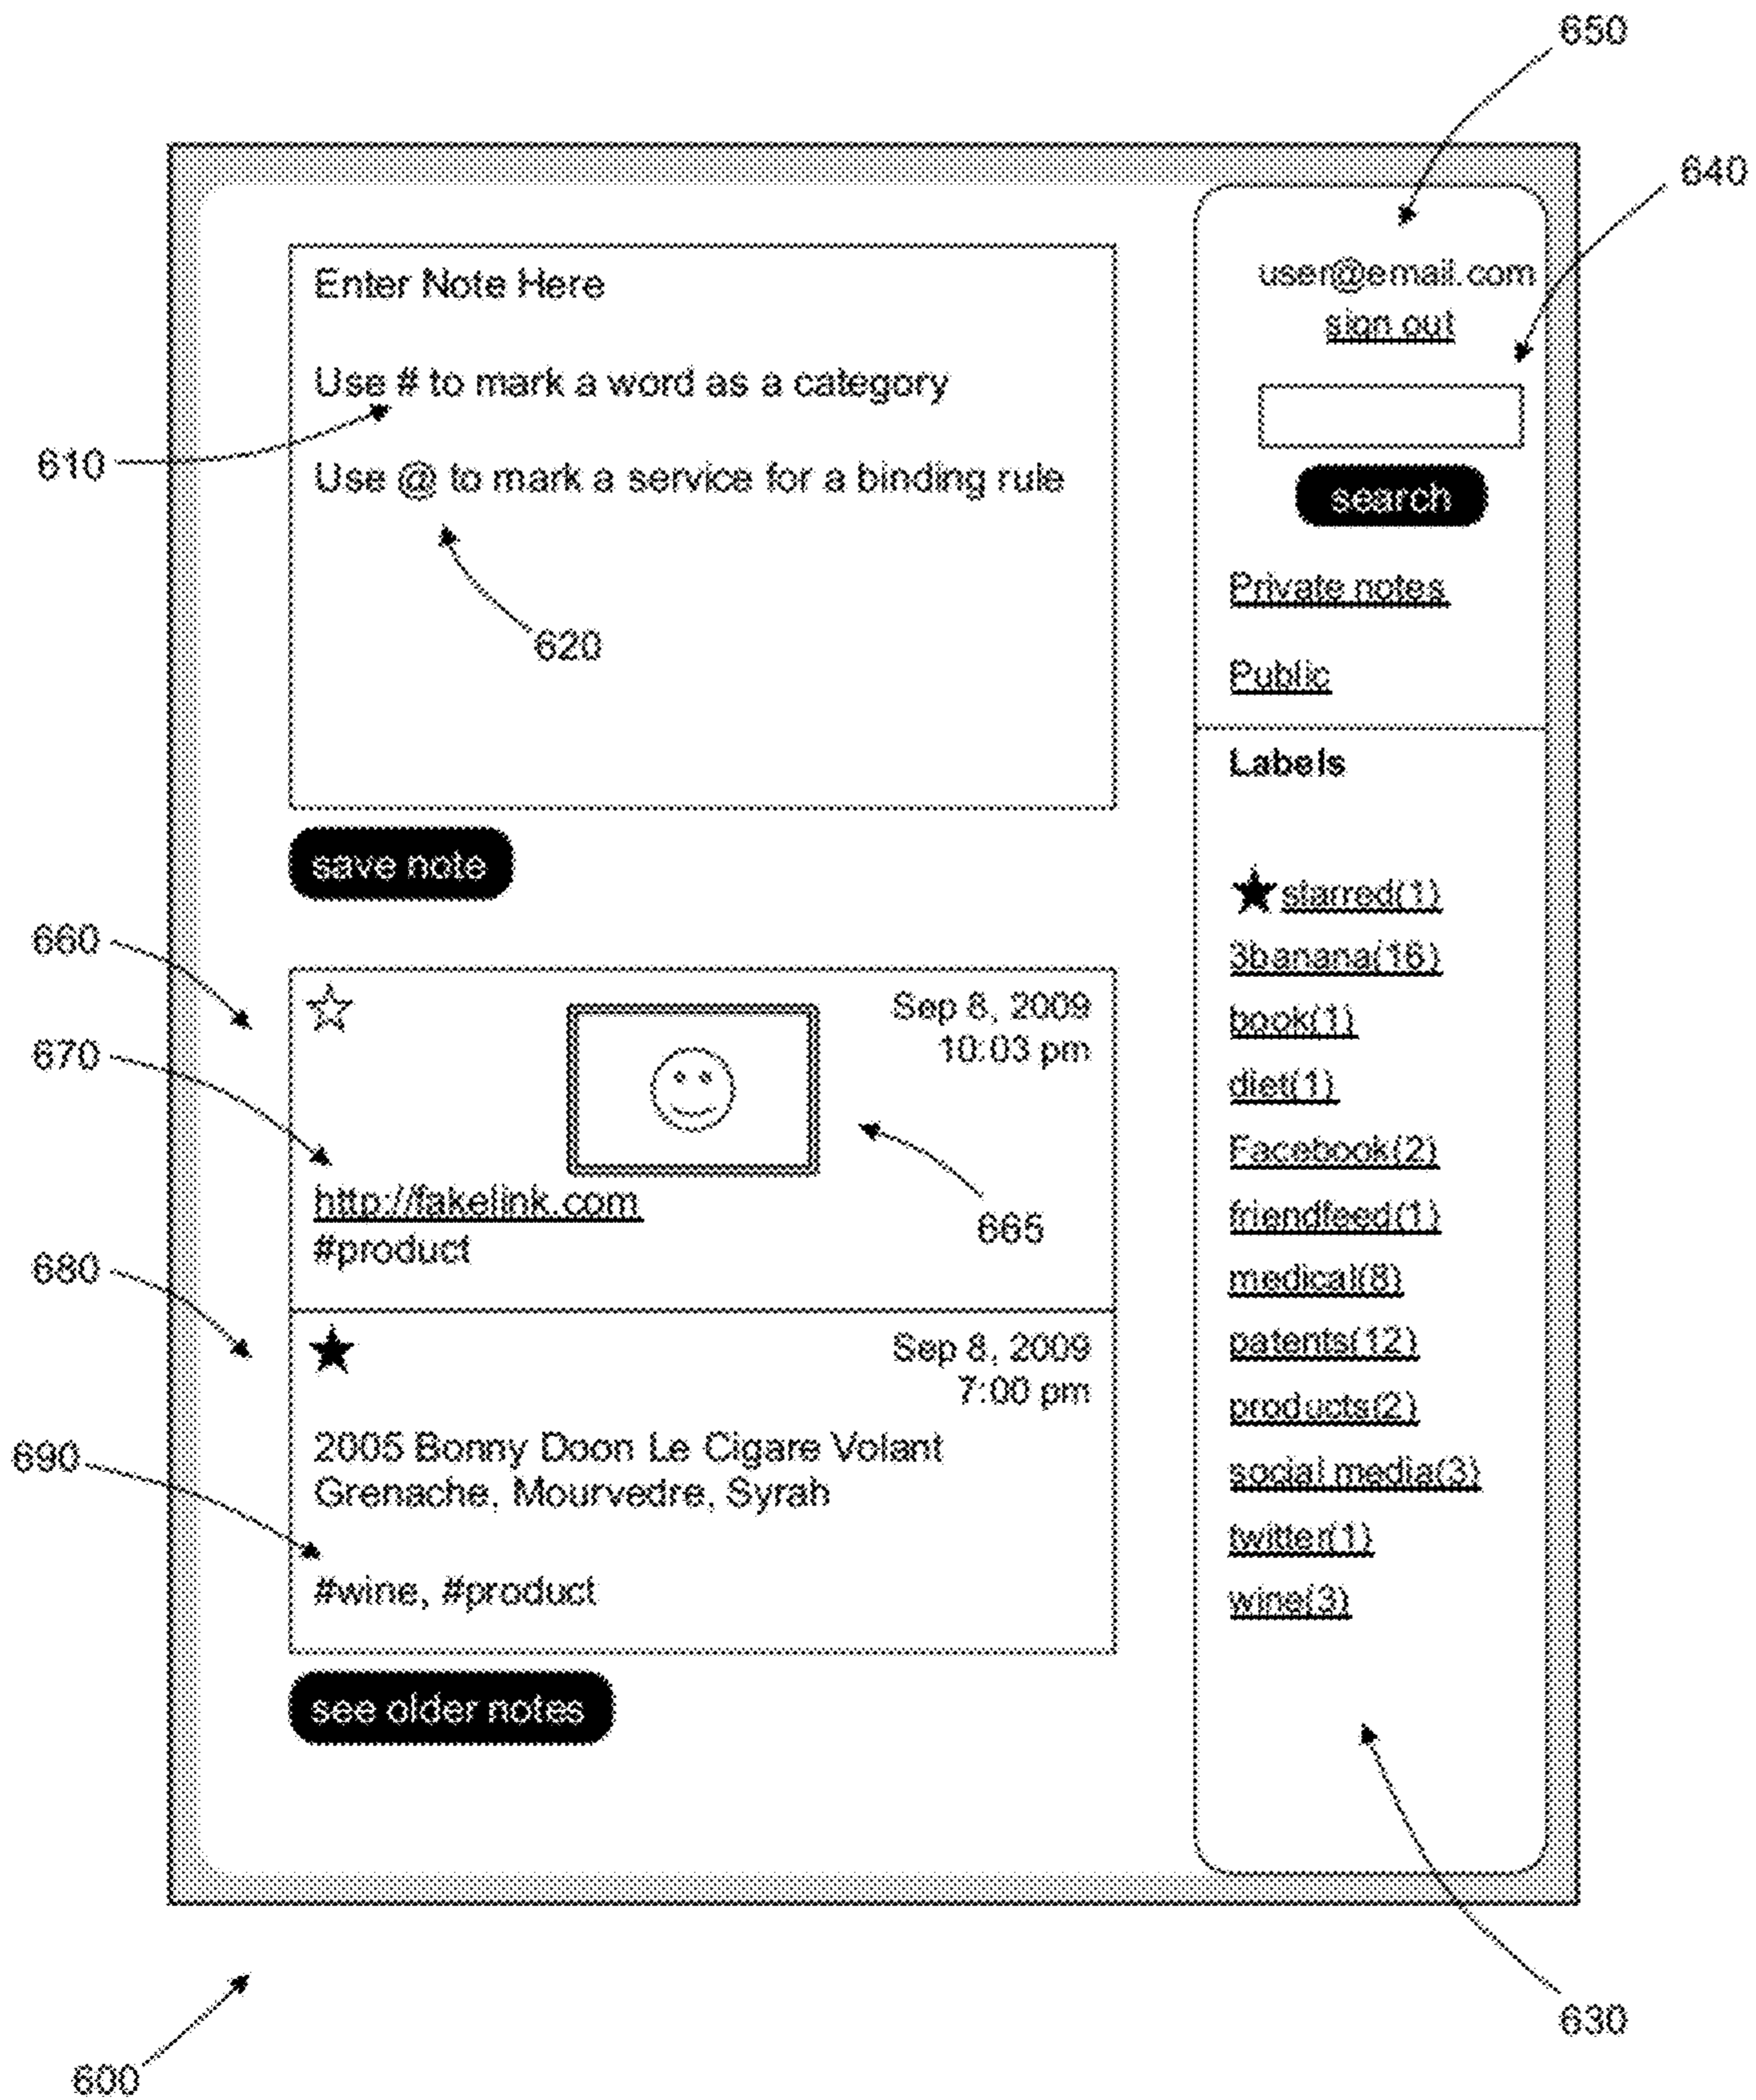 650
640
user@email.com
sign out
search
Private notes
Public
Enter Note Here
Use # to mark a word as a category
610
Use @ to mark a service for a binding rule
620
save note
Labels
starred(1)
3banana(16)
book(1)
diet(1)
Facebook(2)
friendfeed(1)
medical(8)
patents(12)
products(2)
social media(3)
twitter(1)
wine(3)
660
Sep 8, 2009
10:03 pm
670
665
http://fakelink.com
#product
680
Sep 8, 2009
7:00 pm
2005 Bonny Doon Le Cigare Volant
Grenache, Mourvedre, Syrah
690
#wine, #product
see older notes
630
600